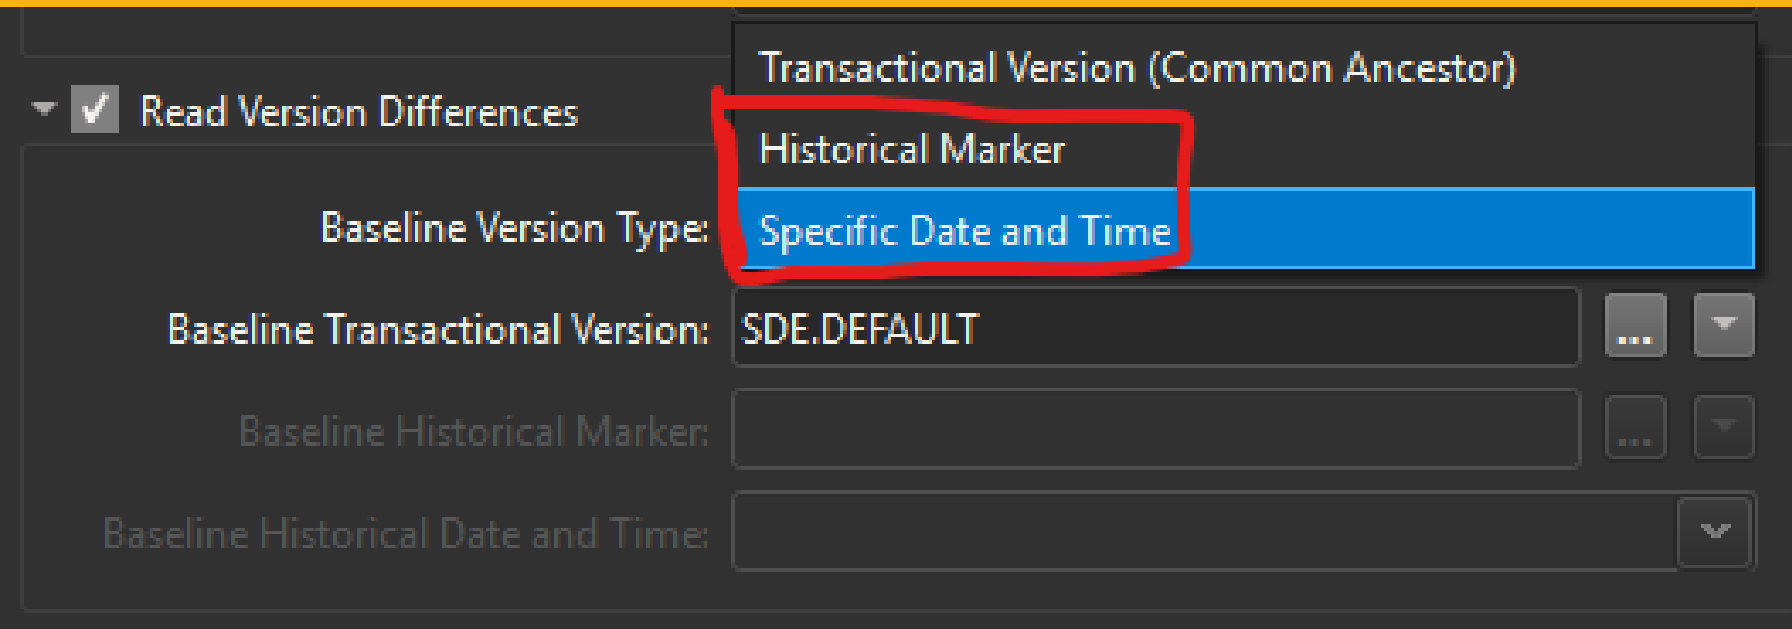 Transactional Version (Common Ancestor)
Read Version Differences
Historical Marker
Baseline Version Type: Specific Date and Time
Baseline Transactional Version: SDE.DEFAULT ...
Baseline Historical Marker: ...
Baseline Historical Date and Time: